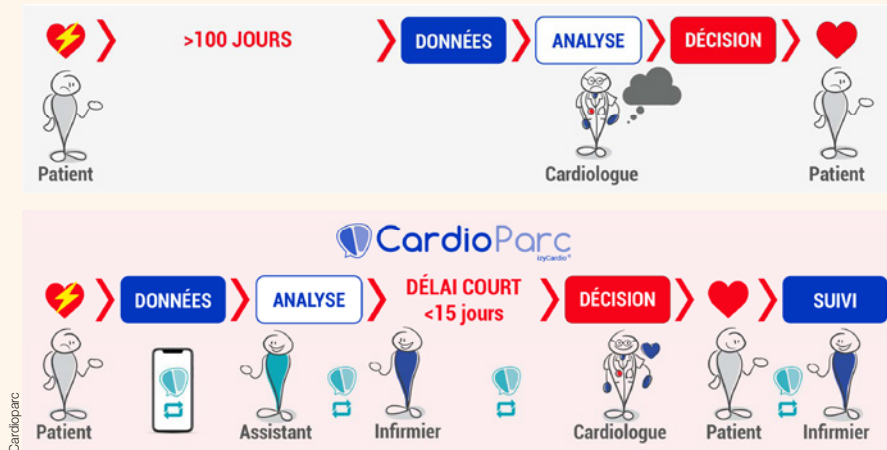 >100 JOURS
DONNÉES
ANALYSE
DÉCISION
Patient
Cardiologue
Patient
CardioParc
izyCardio®
DONNÉES
ANALYSE
DÉLAI COURT
<15 jours
DÉCISION
SUIVI
Patient
Assistant
Infirmier
Cardiologue
Patient
Infirmier
Cardioparc